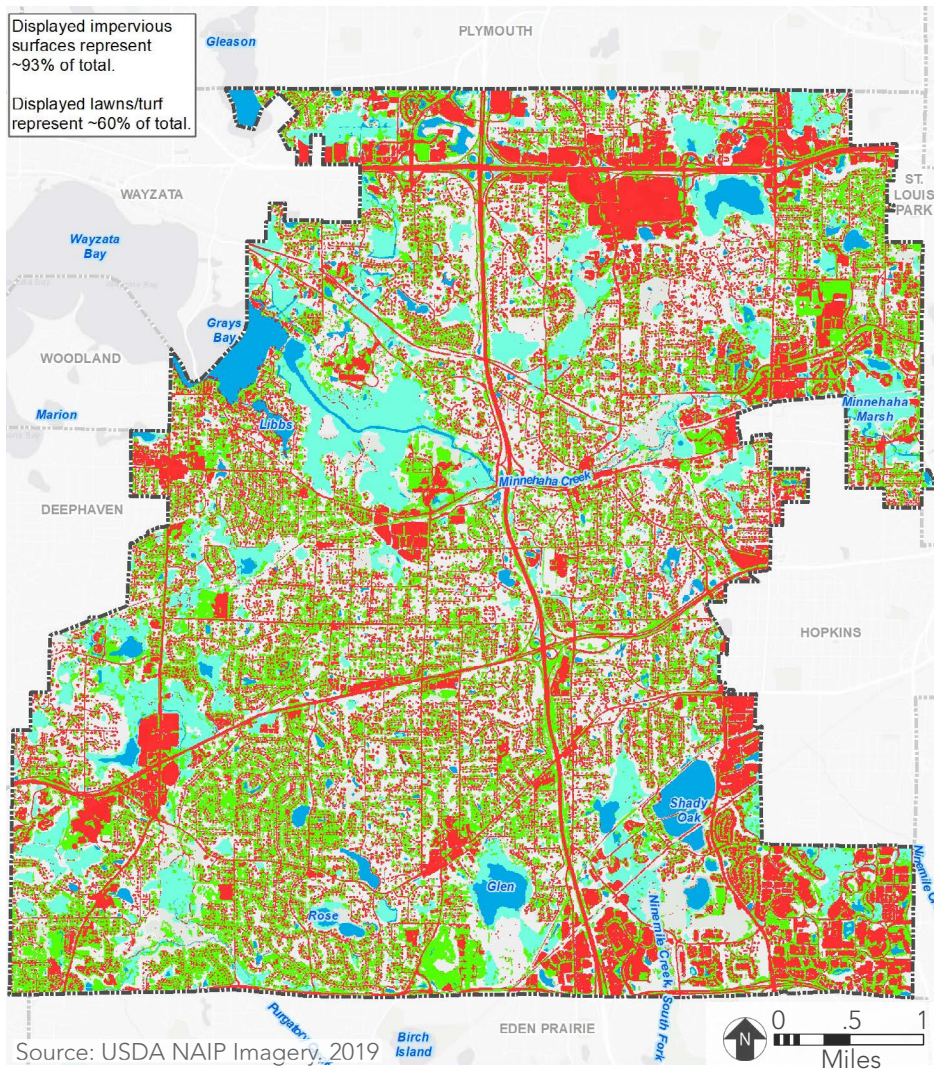 Displayed impervious
surfaces represent
~93% of total.
Displayed lawns/turf
represent ~60% of total.
PLYMOUTH
Gleason
WAYZATA
ST.
LOUIS
PARK
Wayzata
Bay
Grays
Bay
WOODLAND
Marion
Libbs
Minnehaha
Marsh
Minnehaha Creek
DEEPHAVEN
HOPKINS
Shady
Oak
Glen
Rose
Ninemile Creek, South Fork
Purgatory
Birch
Island
EDEN PRAIRIE
N
0 .5 1
Miles
Source: USDA NAIP Imagery, 2019